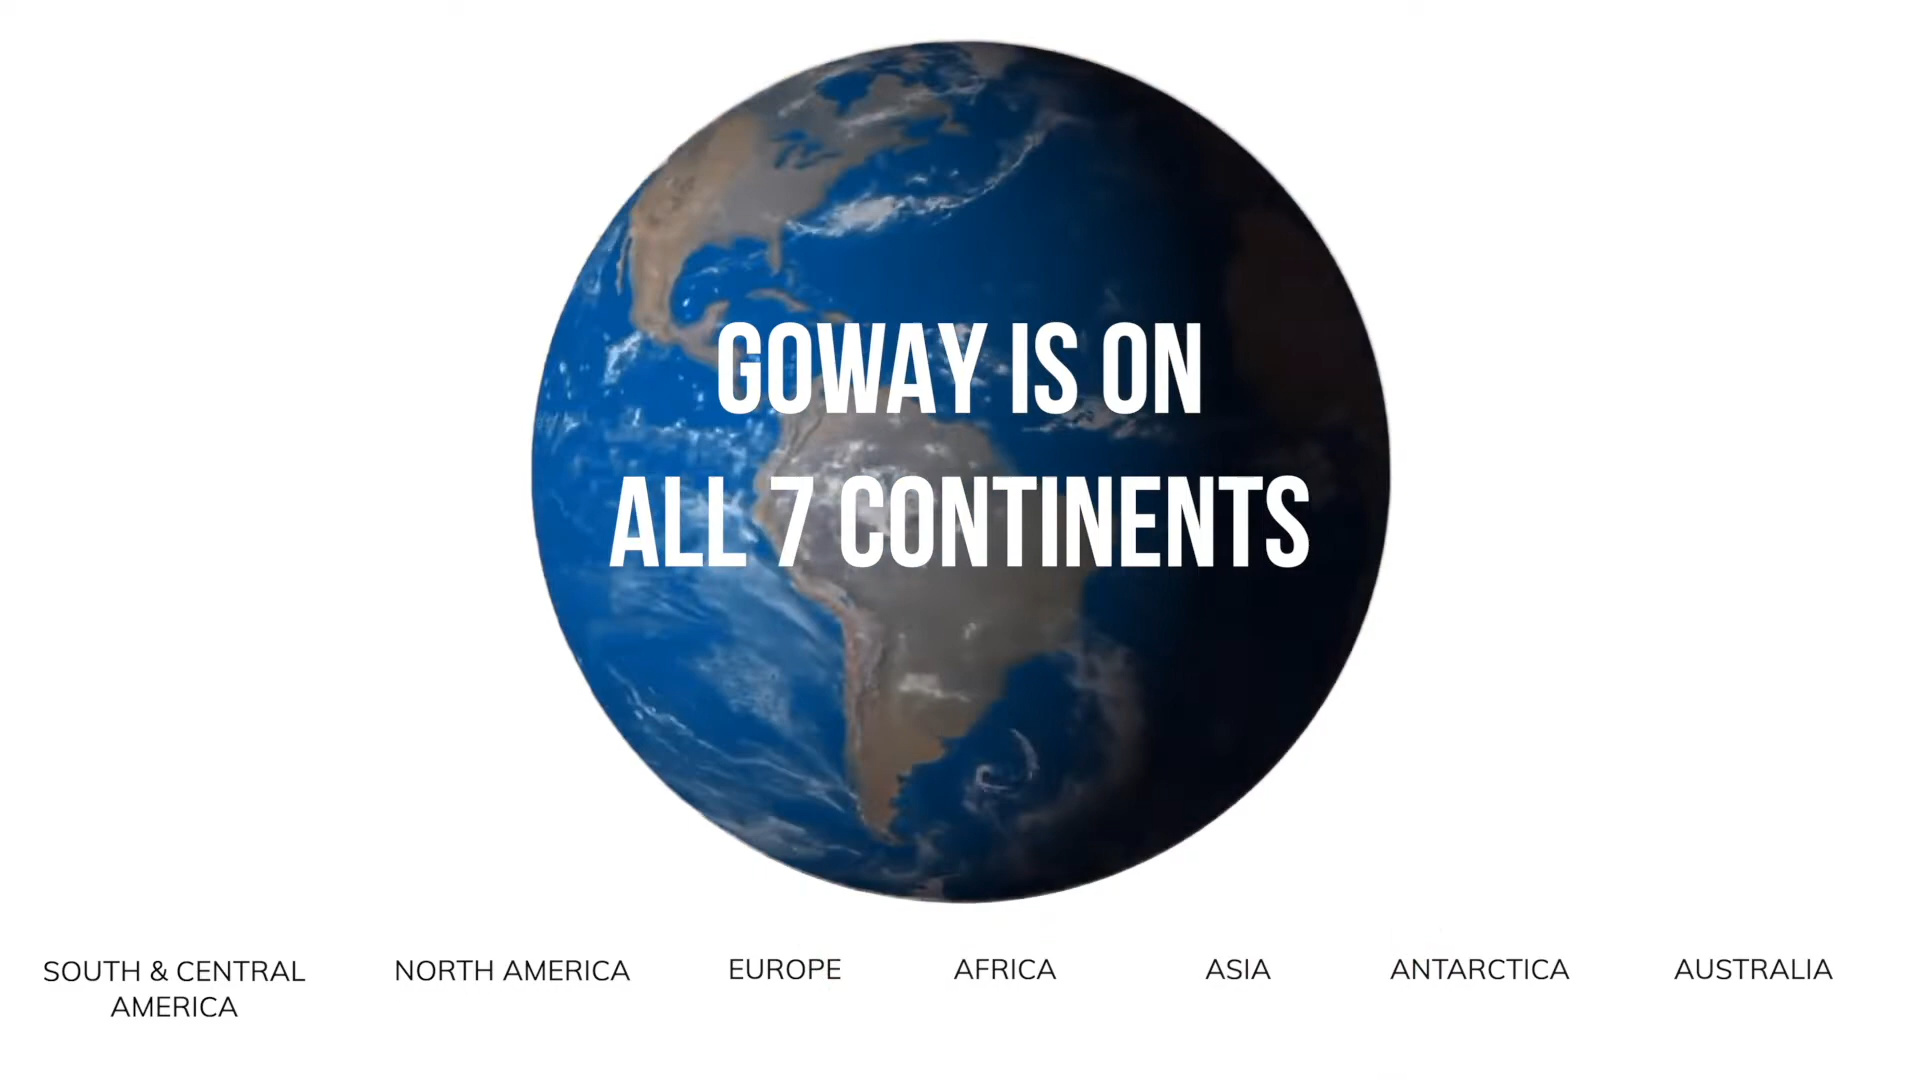 GOWAY IS ON
ALL 7 CONTINENTS
SOUTH & CENTRAL
AMERICA
NORTH AMERICA
EUROPE
AFRICA
ASIA
ANTARCTICA
AUSTRALIA